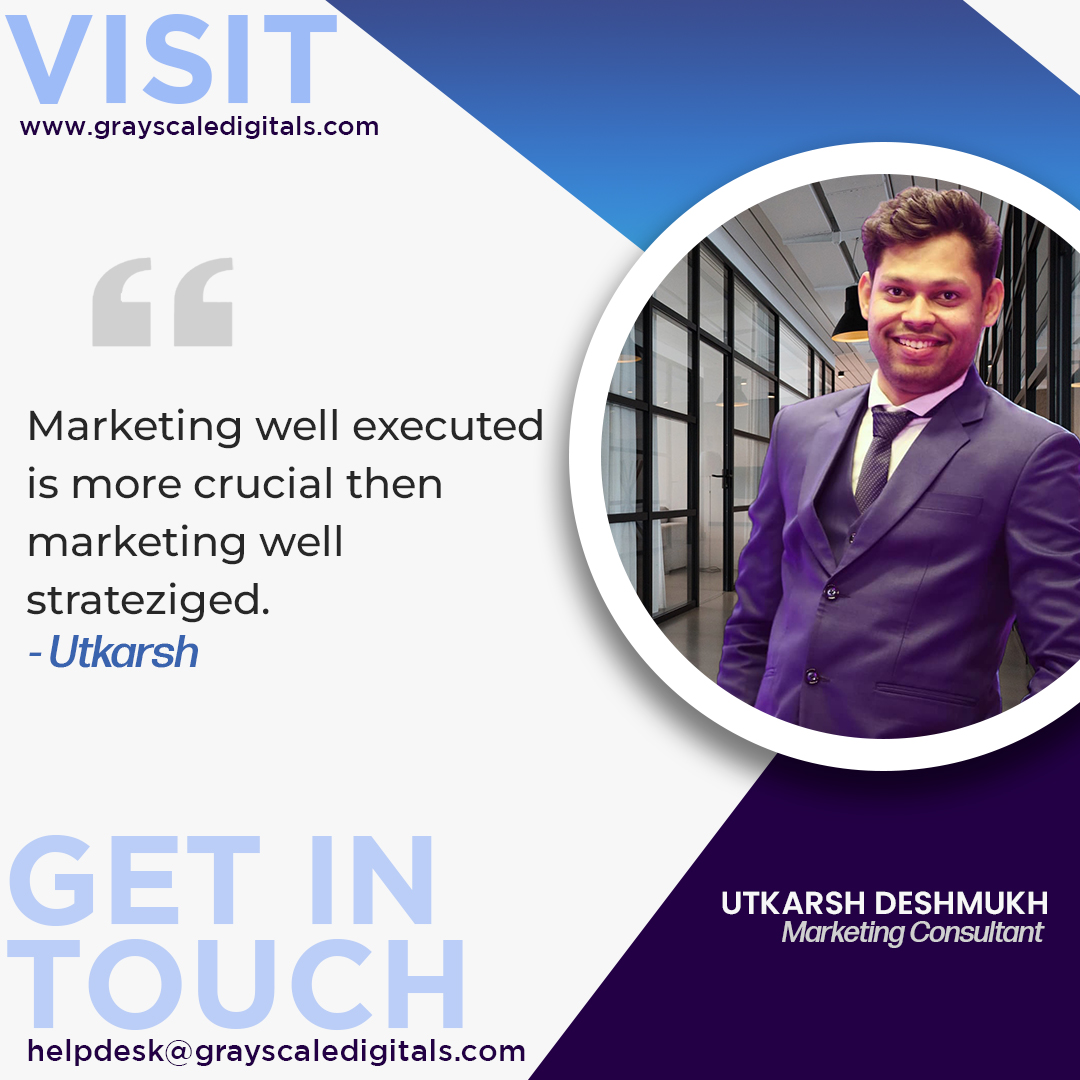 VISIT
www.grayscaledigitals.com
Marketing well executed
is more crucial then
marketing well
strateziged.
- Utkarsh
UTKARSH DESHMUKH
Marketing Consultant
GET IN
TOUCH
helpdesk@grayscaledigitals.com